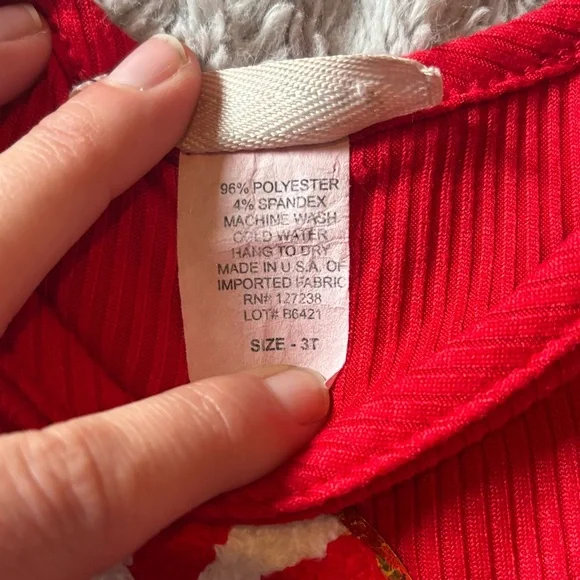 96% POLYESTER
4% SPANDEX
MACHINE WASH
COLD WATER
HANG TO DRY
MADE IN U.S.A. OF
IMPORTED FABRIC
RN#: 127238
LOT# B6421
SIZE - 3T